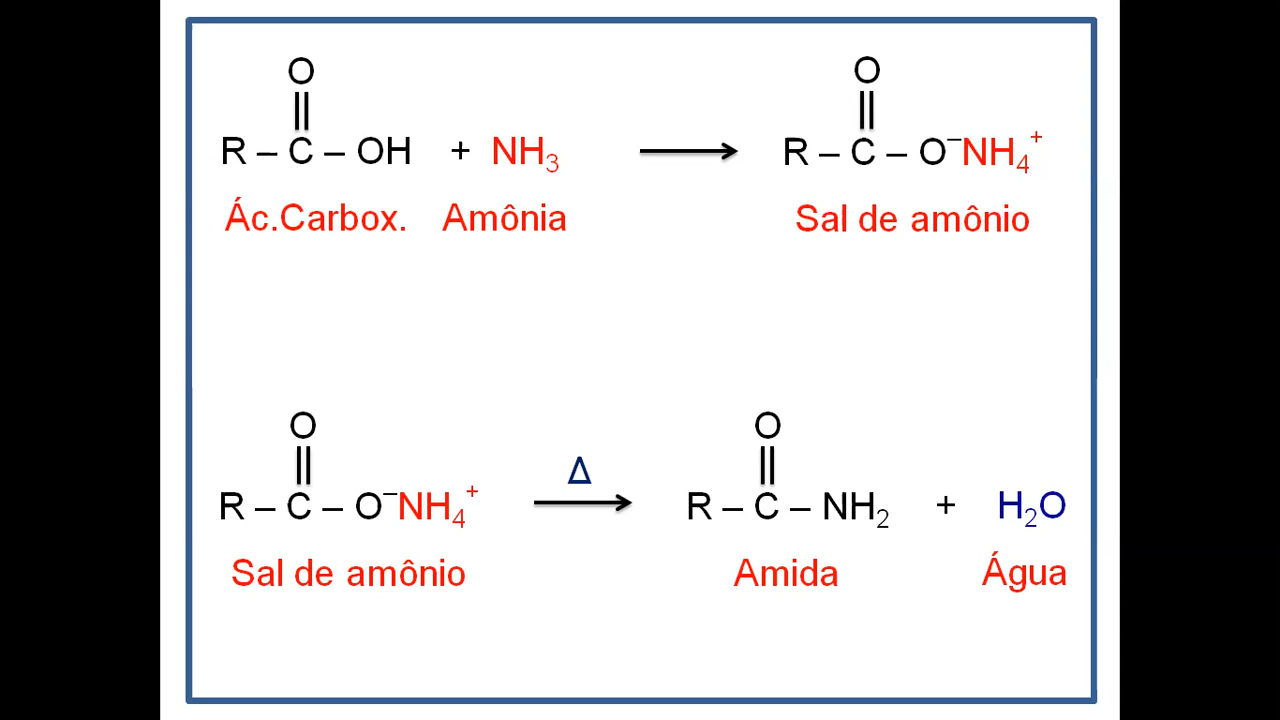 O
||
R – C – OH + NH₃ ⟶ R – C – O⁻NH₄⁺
O
||
Ác.Carbox. Amônia Sal de amônio
O
||
R – C – O⁻NH₄⁺ Δ ⟶ R – C – NH₂ + H₂O
O
||
Sal de amônio Amida Água